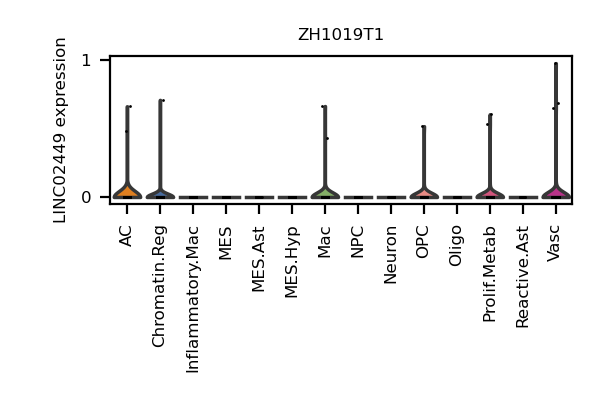 ZH1019T1
LINC02449 expression
1
0
AC
Chromatin.Reg
Inflammatory.Mac
MES
MES.Ast
MES.Hyp
Mac
NPC
Neuron
OPC
Oligo
Prolif.Metab
Reactive.Ast
Vasc